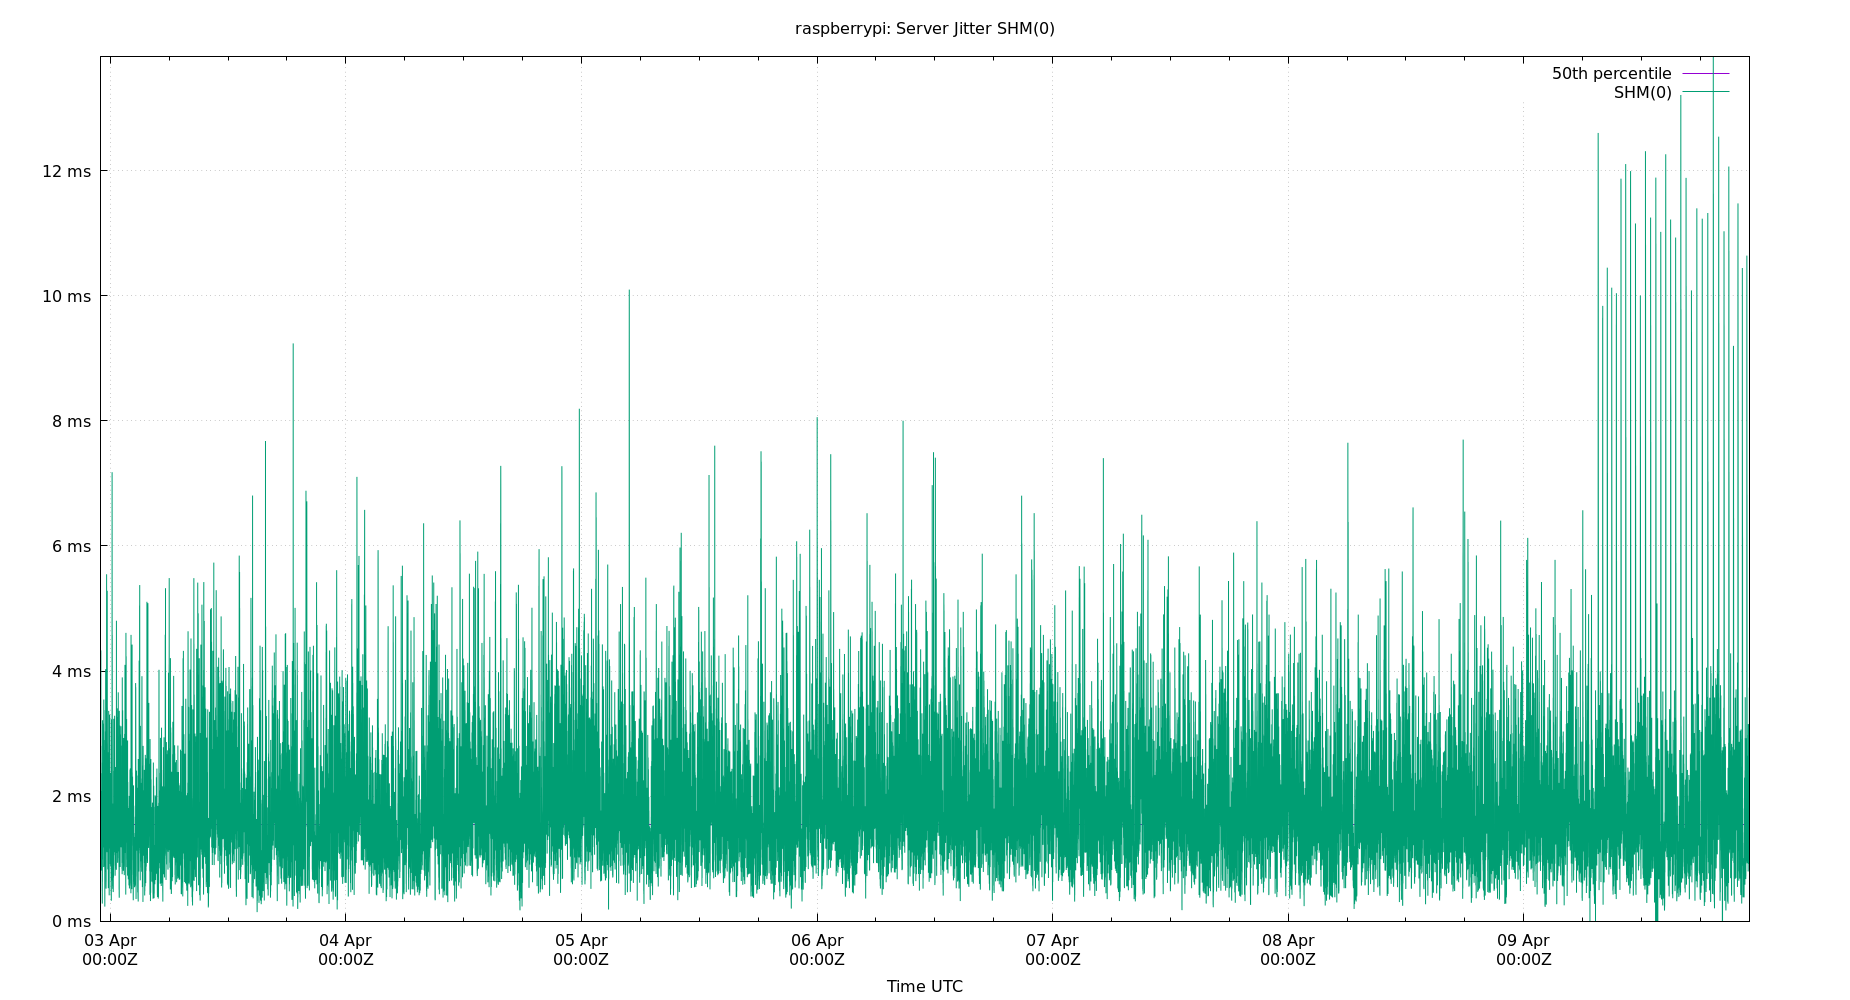 raspberrypi: Server Jitter SHM(0)
50th percentile
SHM(0)
12 ms
10 ms
8 ms
6 ms
4 ms
2 ms
0 ms
03 Apr 04 Apr 05 Apr 06 Apr 07 Apr 08 Apr 09 Apr
00:00Z 00:00Z 00:00Z 00:00Z 00:00Z 00:00Z 00:00Z
Time UTC